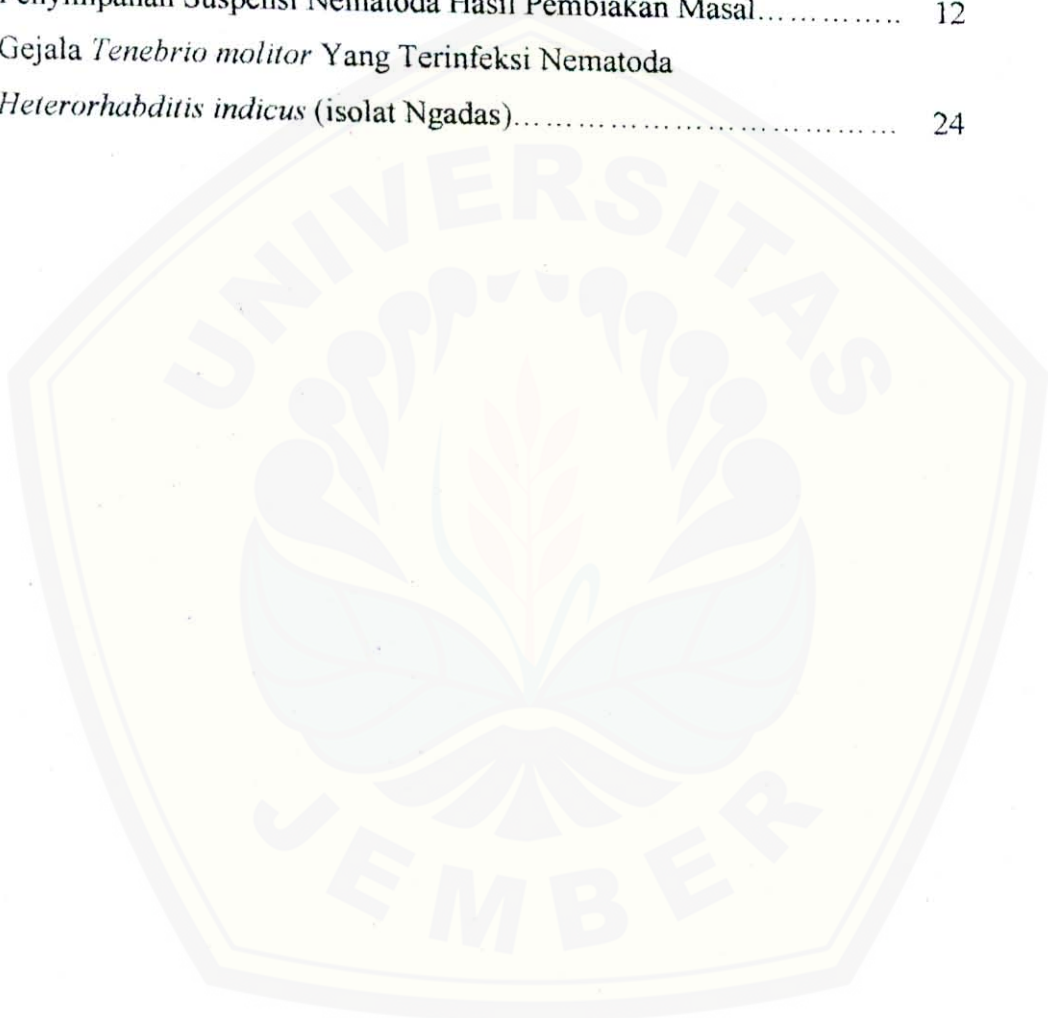 Penyimpanan Suspensi Nematoda Hasil Pembiakan Masal………….. 12
Gejala Tenebrio molitor Yang Terinfeksi Nematoda
Heterorhabditis indicus (isolat Ngadas)……………………………… 24
UNIVERSITAS
JEMBER